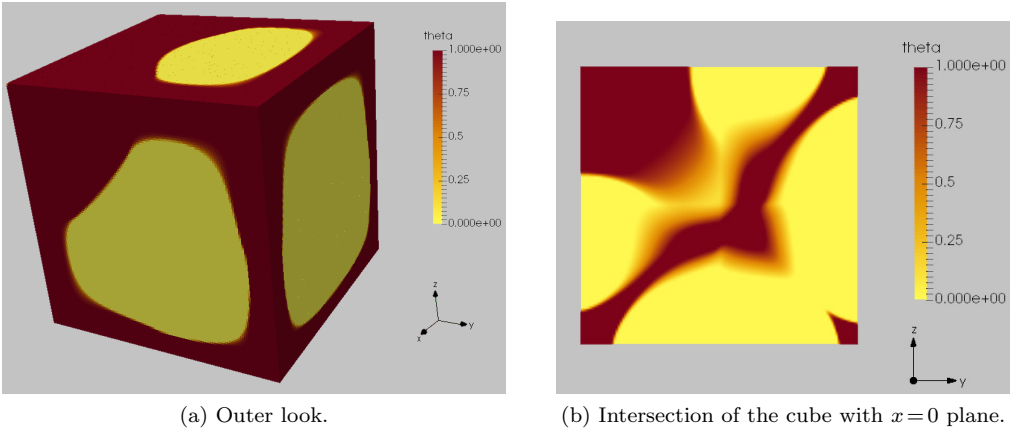 theta
1.000e+00
0.75
0.5
0.25
0.000e+00
z
y
x
(a) Outer look.
theta
1.000e+00
0.75
0.5
0.25
0.000e+00
z
y
(b) Intersection of the cube with x=0 plane.